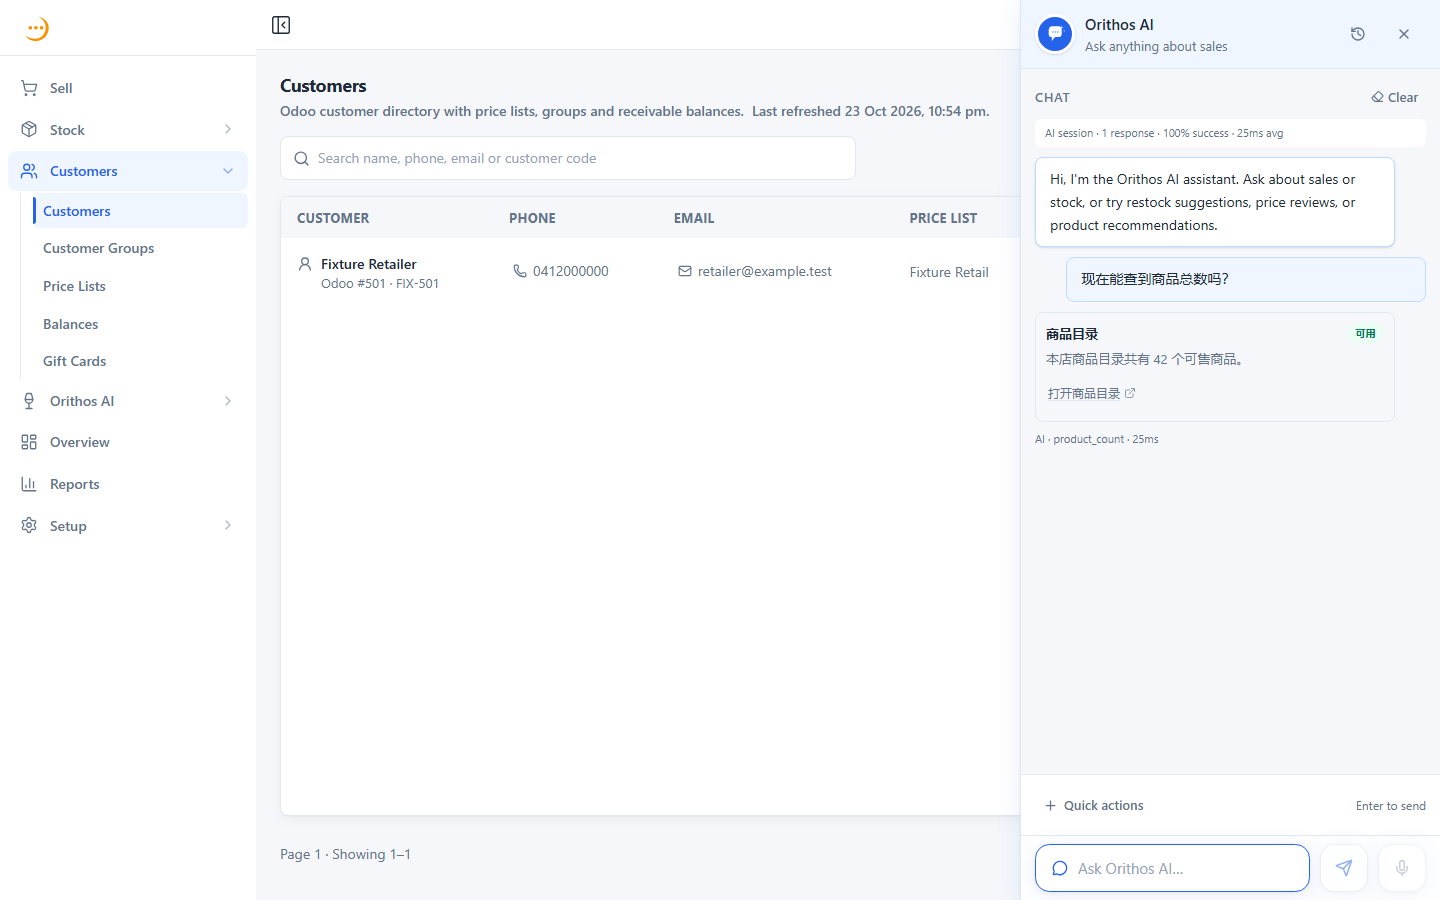 Sell
Stock
Customers
Customers
Customer Groups
Price Lists
Balances
Gift Cards
Orithos AI
Overview
Reports
Setup
Customers
Odoo customer directory with price lists, groups and receivable balances. Last refreshed 23 Oct 2026, 10:54 pm.
Search name, phone, email or customer code
CUSTOMER PHONE EMAIL PRICE LIST
Fixture Retailer 0412000000 retailer@example.test Fixture Retail
Odoo #501 · FIX-501
Page 1 · Showing 1–1
Orithos AI
Ask anything about sales
CHAT Clear
AI session · 1 response · 100% success · 25ms avg
Hi, I'm the Orithos AI assistant. Ask about sales or
stock, or try restock suggestions, price reviews, or
product recommendations.
现在能查到商品总数吗?
商品目录 可用
本店商品目录共有 42 个可售商品。
打开商品目录
AI · product_count · 25ms
Quick actions Enter to send
Ask Orithos AI...